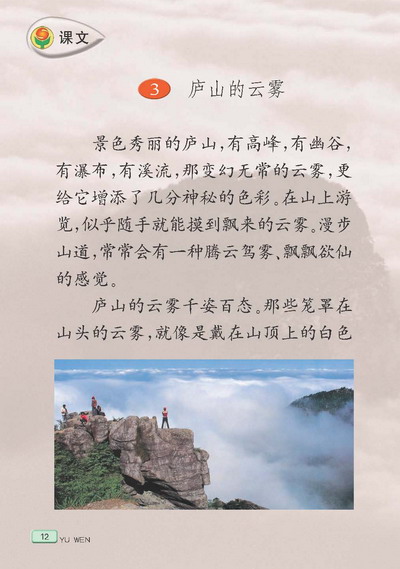 课文
3 庐山的云雾
景色秀丽的庐山，有高峰，有幽谷，
有瀑布，有溪流，那变幻无常的云雾，更
给它增添了几分神秘的色彩。在山上游
览，似乎随手就能摸到飘来的云雾。漫步
山道，常常会有一种腾云驾雾、飘飘欲仙
的感觉。
庐山的云雾千姿百态。那些笼罩在
山头的云雾，就像是戴在山顶上的白色
12 YU WEN